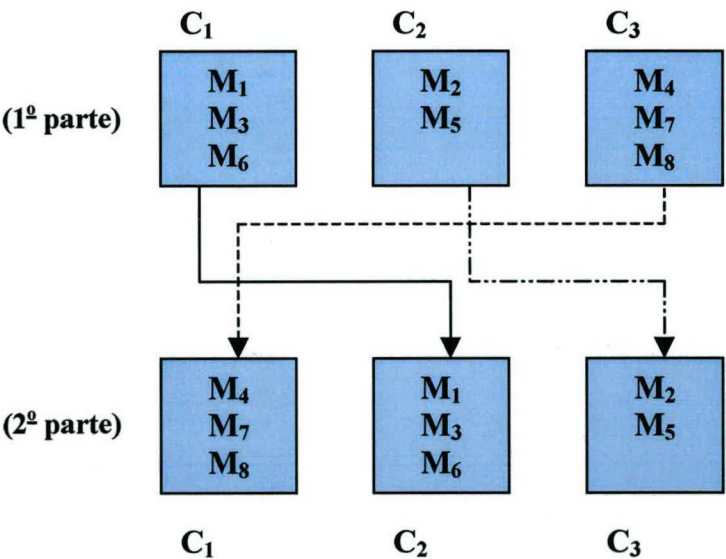 C₁ C₂ C₃
M₁ M₂ M₄
(1º parte) M₃ M₅ M₇
M₆ M₈
M₄ M₁ M₂
(2º parte) M₇ M₃ M₅
M₈ M₆
C₁ C₂ C₃